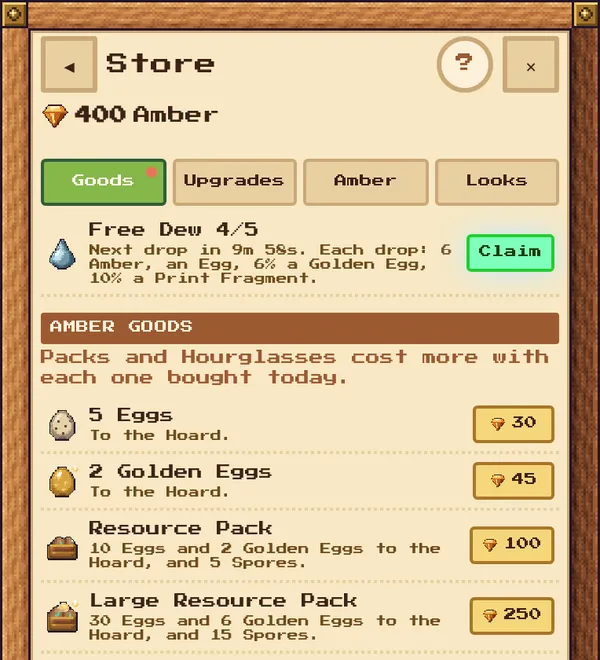 Store
?
400 Amber
Goods
Upgrades
Amber
Looks
Free Dew 4/5
Next drop in 9m 58s. Each drop: 6
Amber, an Egg, 6% a Golden Egg,
10% a Print Fragment.
Claim
AMBER GOODS
Packs and Hourglasses cost more with
each one bought today.
5 Eggs
To the Hoard.
30
2 Golden Eggs
To the Hoard.
45
Resource Pack
10 Eggs and 2 Golden Eggs to the
Hoard, and 5 Spores.
100
Large Resource Pack
30 Eggs and 6 Golden Eggs to the
Hoard, and 15 Spores.
250